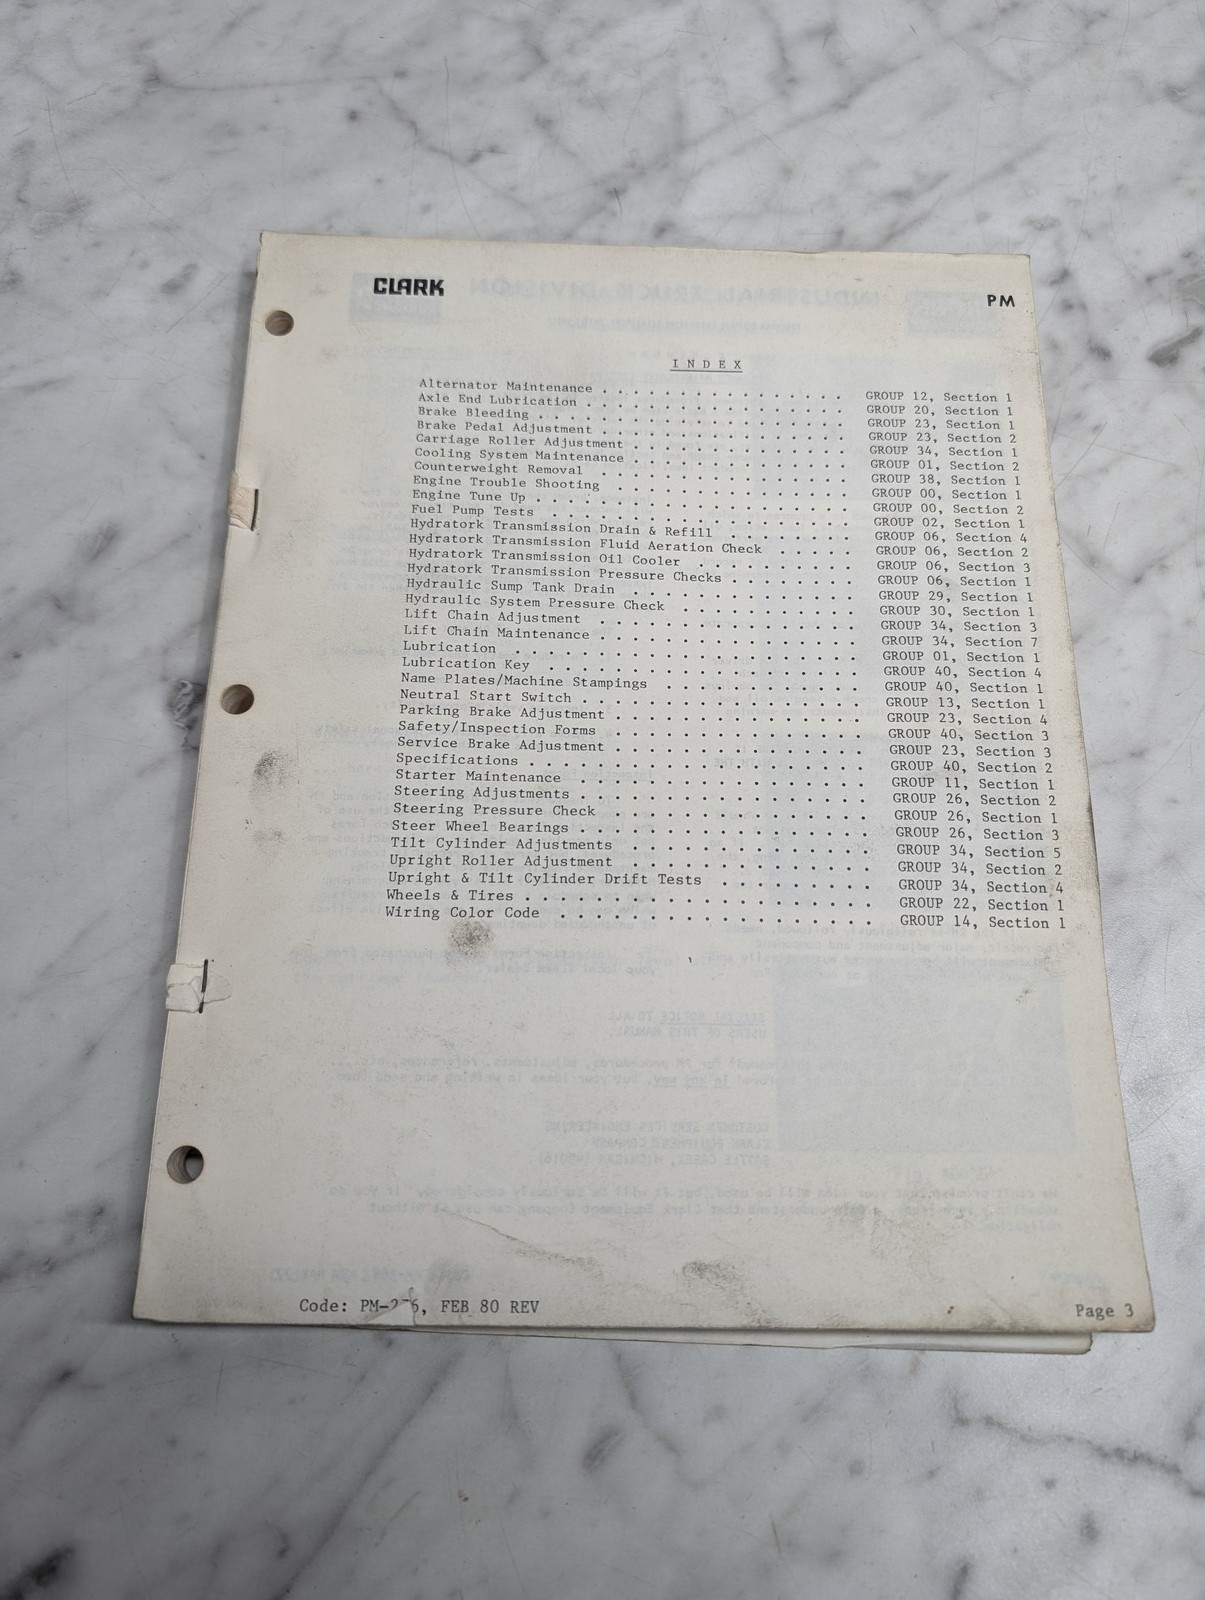 CLARK
PM
INDEX
Alternator Maintenance . . . . . . . . . . . . . . . GROUP 12, Section 1
Axle End Lubrication . . . . . . . . . . . . . . . . GROUP 20, Section 1
Brake Bleeding . . . . . . . . . . . . . . . . . . . GROUP 23, Section 1
Brake Pedal Adjustment . . . . . . . . . . . . . . . GROUP 23, Section 2
Carriage Roller Adjustment . . . . . . . . . . . . . GROUP 34, Section 1
Cooling System Maintenance . . . . . . . . . . . . . GROUP 01, Section 2
Counterweight Removal . . . . . . . . . . . . . . . GROUP 38, Section 1
Engine Trouble Shooting . . . . . . . . . . . . . . GROUP 00, Section 1
Engine Tune Up . . . . . . . . . . . . . . . . . . . GROUP 00, Section 2
Fuel Pump Tests . . . . . . . . . . . . . . . . . . GROUP 02, Section 1
Hydratork Transmission Drain & Refill . . . . . . . . GROUP 06, Section 4
Hydratork Transmission Fluid Aeration Check . . . . . GROUP 06, Section 2
Hydratork Transmission Oil Cooler . . . . . . . . . . GROUP 06, Section 3
Hydratork Transmission Pressure Checks . . . . . . . . GROUP 06, Section 1
Hydraulic Sump Tank Drain . . . . . . . . . . . . . . GROUP 29, Section 1
Hydraulic System Pressure Check . . . . . . . . . . . GROUP 30, Section 1
Lift Chain Adjustment . . . . . . . . . . . . . . . . GROUP 34, Section 3
Lift Chain Maintenance . . . . . . . . . . . . . . . GROUP 34, Section 7
Lubrication . . . . . . . . . . . . . . . . . . . . . GROUP 01, Section 1
Lubrication Key . . . . . . . . . . . . . . . . . . . GROUP 40, Section 4
Name Plates/Machine Stampings . . . . . . . . . . . . GROUP 40, Section 1
Neutral Start Switch . . . . . . . . . . . . . . . . GROUP 13, Section 1
Parking Brake Adjustment . . . . . . . . . . . . . . GROUP 23, Section 4
Safety/Inspection Forms . . . . . . . . . . . . . . . GROUP 40, Section 3
Service Brake Adjustment . . . . . . . . . . . . . . GROUP 23, Section 3
Specifications . . . . . . . . . . . . . . . . . . . GROUP 40, Section 2
Starter Maintenance . . . . . . . . . . . . . . . . . GROUP 11, Section 1
Steering Adjustments . . . . . . . . . . . . . . . . GROUP 26, Section 2
Steering Pressure Check . . . . . . . . . . . . . . . GROUP 26, Section 1
Steer Wheel Bearings . . . . . . . . . . . . . . . . GROUP 26, Section 3
Tilt Cylinder Adjustments . . . . . . . . . . . . . . GROUP 34, Section 5
Upright Roller Adjustment . . . . . . . . . . . . . . GROUP 34, Section 2
Upright & Tilt Cylinder Drift Tests . . . . . . . . . GROUP 34, Section 4
Wheels & Tires . . . . . . . . . . . . . . . . . . . GROUP 22, Section 1
Wiring Color Code . . . . . . . . . . . . . . . . . . GROUP 14, Section 1
Code: FEB 80 REV
Page 3